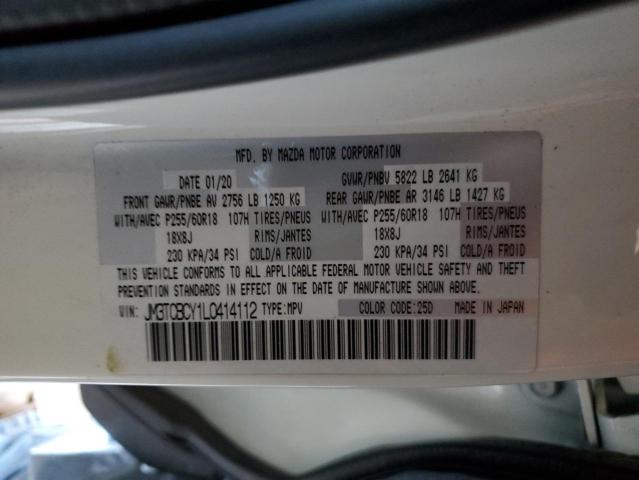 MFD. BY MAZDA MOTOR CORPORATION
DATE 01/20 GVWR/PNBV 5822 LB 2641 KG
FRONT GAWR/PNBE AV 2756 LB 1250 KG REAR GAWR/PNBE AR 3146 LB 1427 KG
WITH/AVEC P255/60R18 107H TIRES/PNEUS WITH/AVEC P255/60R18 107H TIRES/PNEUS
18X8J RIMS/JANTES 18X8J RIMS/JANTES
230 KPA/34 PSI COLD/A FROID 230 KPA/34 PSI COLD/A FROID
THIS VEHICLE CONFORMS TO ALL APPLICABLE FEDERAL MOTOR VEHICLE SAFETY AND THEFT
PREVENTION STANDARDS IN EFFECT ON THE DATE OF MANUFACTURE SHOWN ABOVE.
VIN: JM3TCBCY1L0414112 TYPE:MPV COLOR CODE:25D MADE IN JAPAN